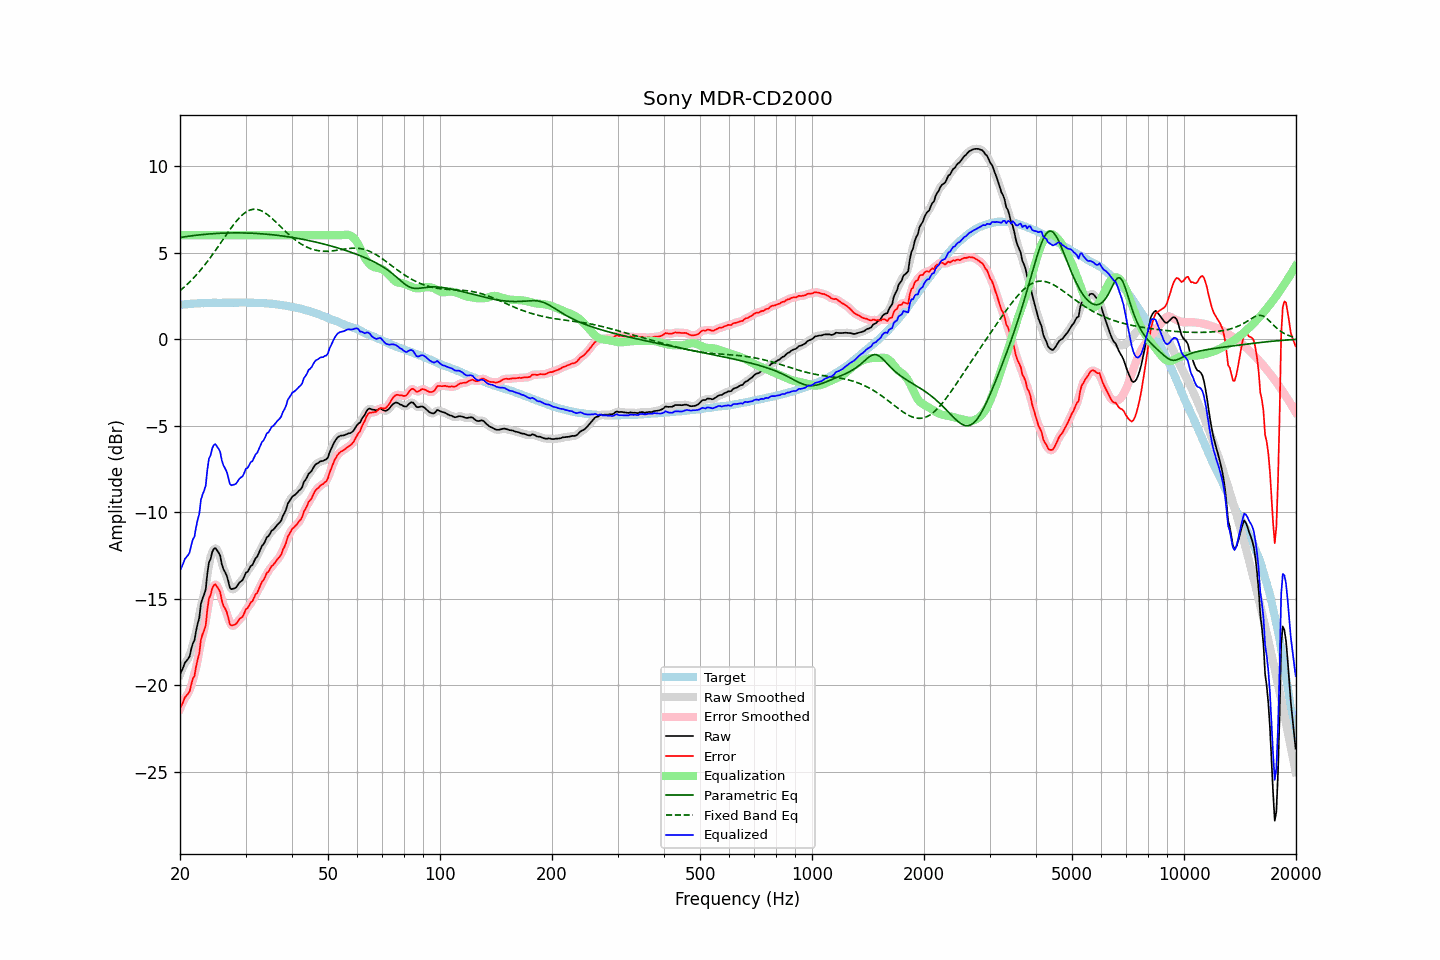 Sony MDR-CD2000
Amplitude (dBr)
10
5
0
−5
−10
−15
−20
−25
Target
Raw Smoothed
Error Smoothed
Raw
Error
Equalization
Parametric Eq
Fixed Band Eq
Equalized
20 50 100 200 500 1000 2000 5000 10000 20000
Frequency (Hz)